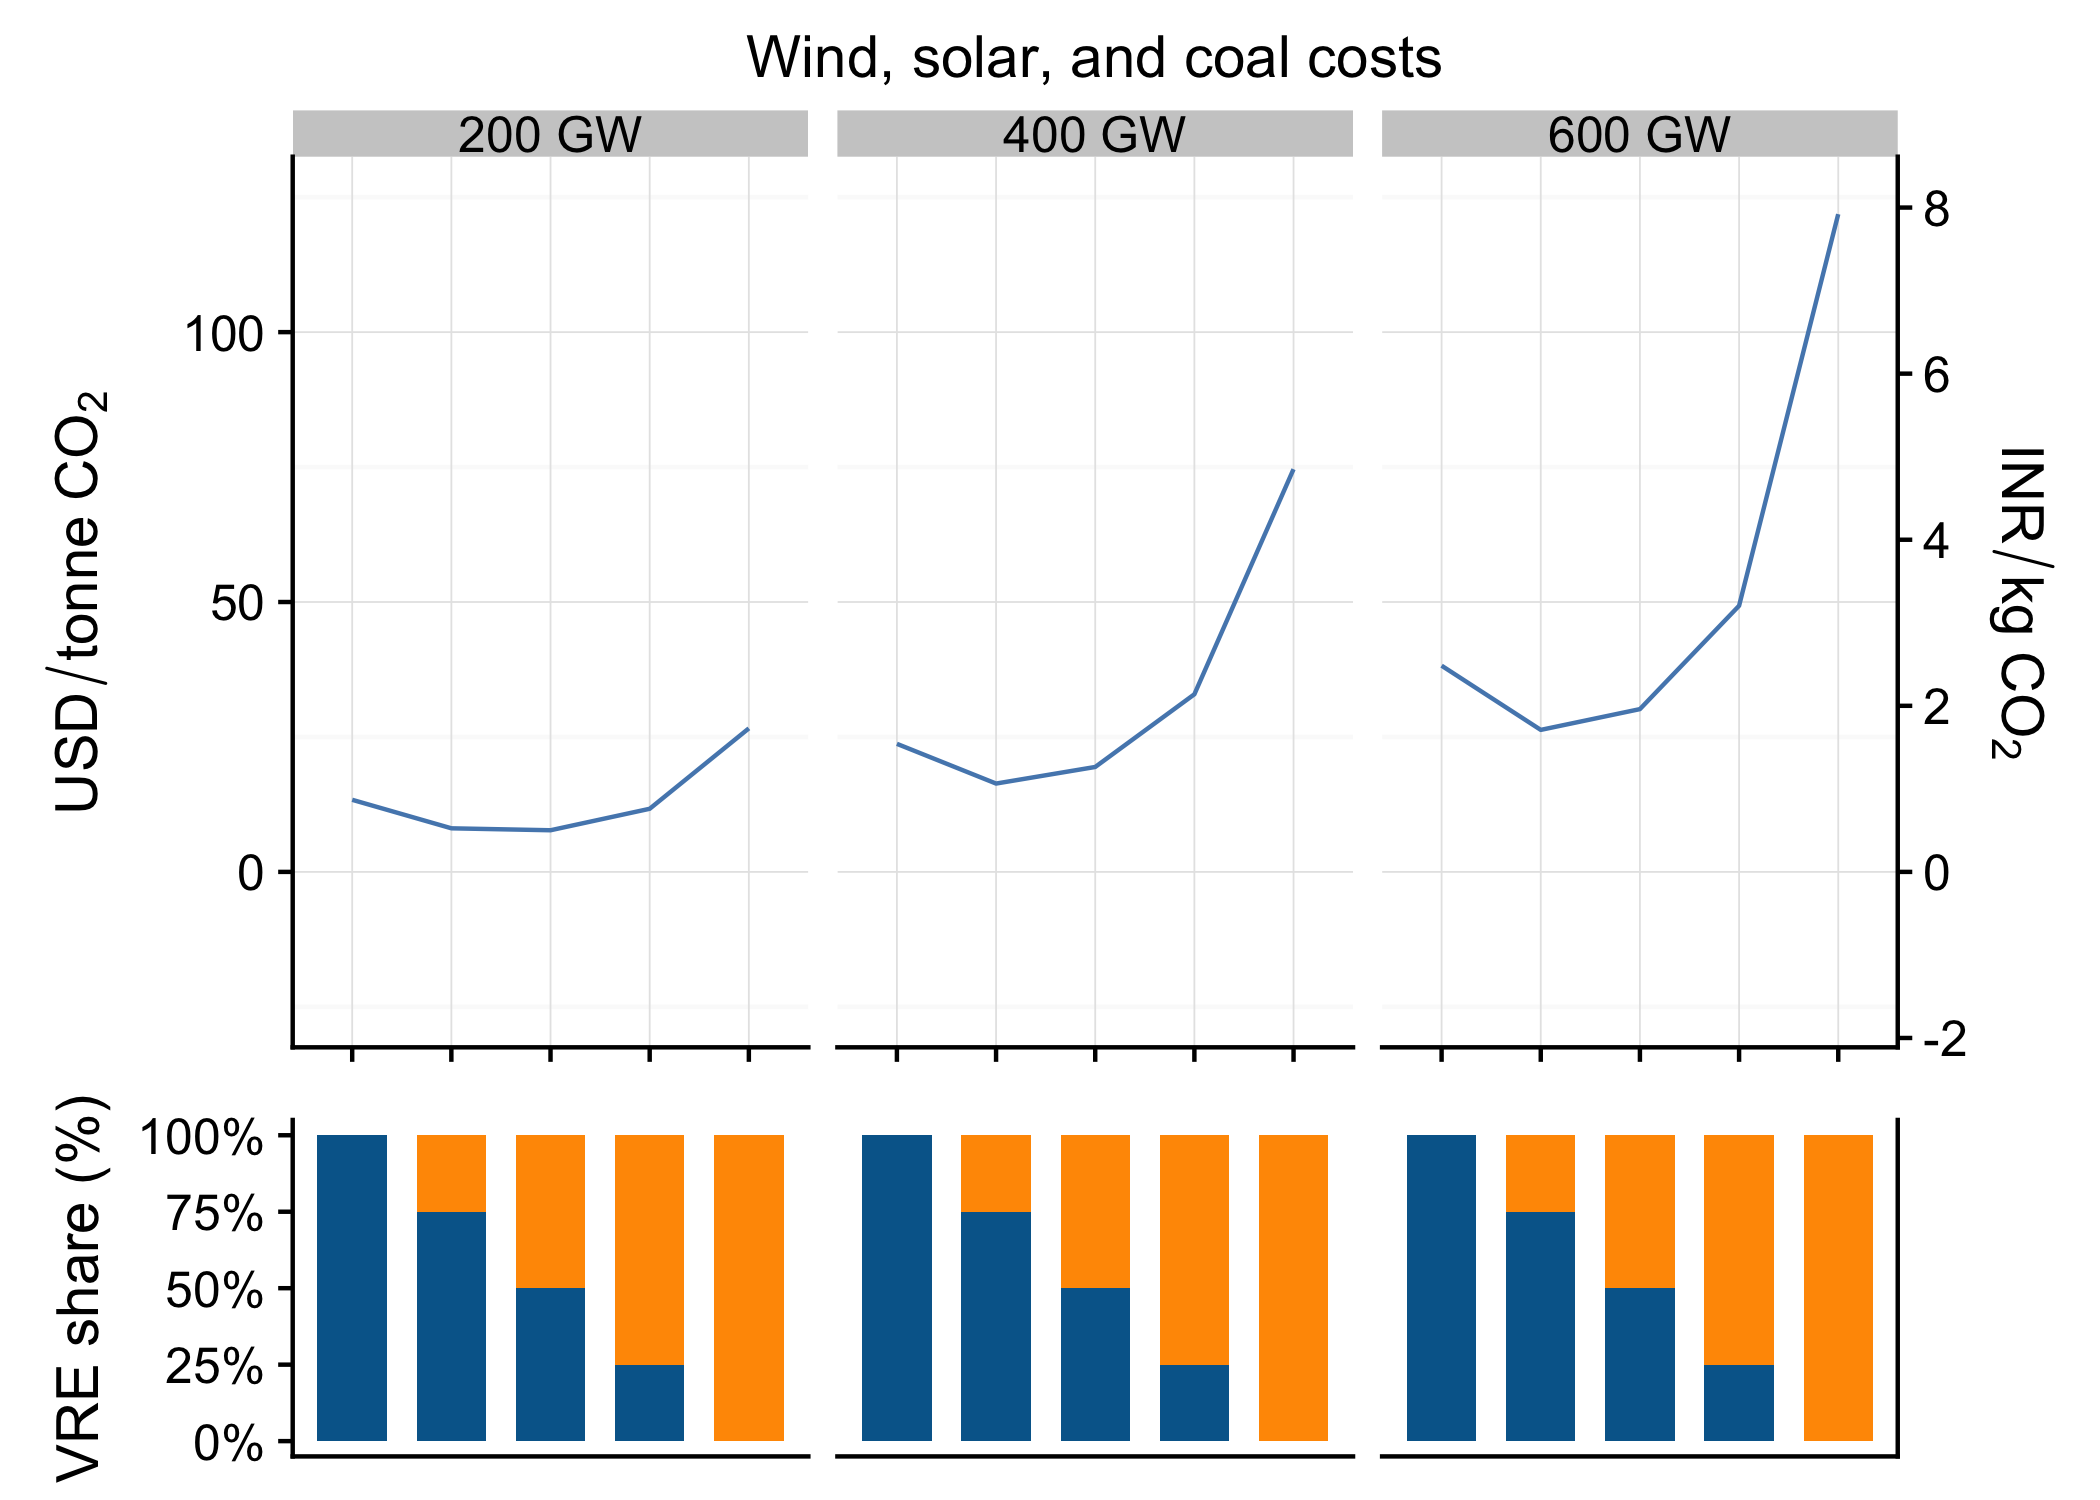 Wind, solar, and coal costs
200 GW
400 GW
600 GW
USD/tonne CO₂
100
50
0
8
6
4
2
0
-2
INR/kg CO₂
VRE share (%)
100%
75%
50%
25%
0%